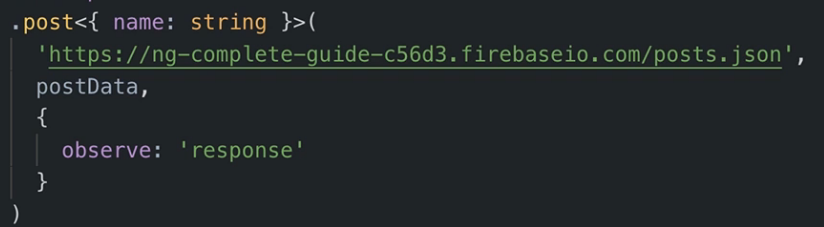 .post<{ name: string }>(
'https://ng-complete-guide-c56d3.firebaseio.com/posts.json',
postData,
{
observe: 'response'
}
)